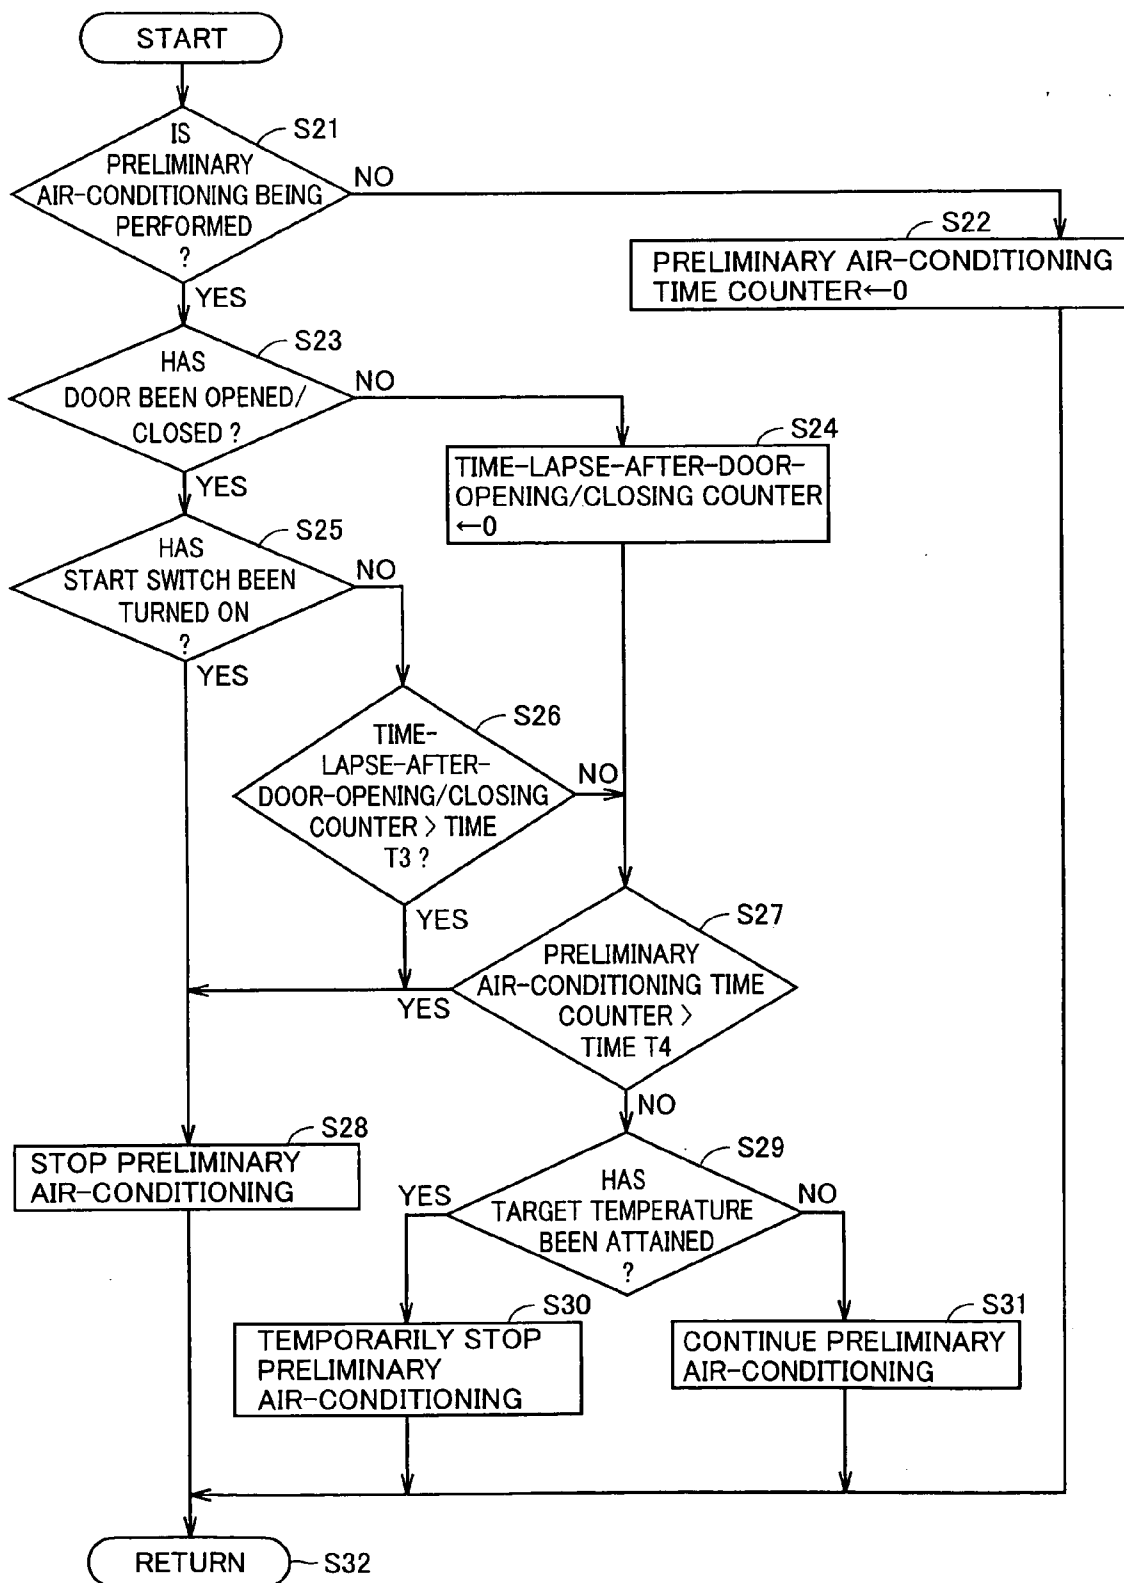 START
IS
PRELIMINARY
AIR-CONDITIONING BEING
PERFORMED
?
S21
NO
YES
S22
PRELIMINARY AIR-CONDITIONING
TIME COUNTER←0
S23
HAS
DOOR BEEN OPENED/
CLOSED ?
NO
YES
S24
TIME-LAPSE-AFTER-DOOR-
OPENING/CLOSING COUNTER
←0
S25
HAS
START SWITCH BEEN
TURNED ON
?
NO
YES
S26
TIME-
LAPSE-AFTER-
DOOR-OPENING/CLOSING
COUNTER > TIME
T3 ?
NO
YES
S27
PRELIMINARY
AIR-CONDITIONING TIME
COUNTER >
TIME T4
YES
NO
S28
STOP PRELIMINARY
AIR-CONDITIONING
S29
HAS
TARGET TEMPERATURE
BEEN ATTAINED
?
YES
NO
S30
TEMPORARILY STOP
PRELIMINARY
AIR-CONDITIONING
S31
CONTINUE PRELIMINARY
AIR-CONDITIONING
RETURN
S32